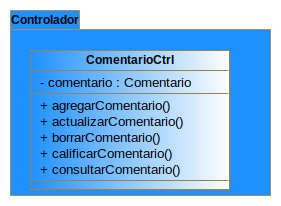 Controlador
ComentarioCtrl
- comentario : Comentario
+ agregarComentario()
+ actualizarComentario()
+ borrarComentario()
+ calificarComentario()
+ consultarComentario()